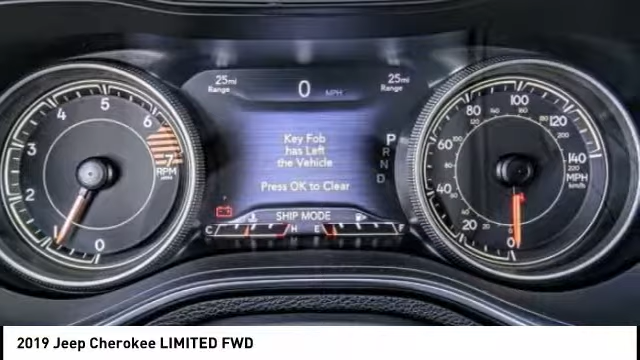 25mi
Range
0 MPH
25mi
Range
Key Fob
has Left
the Vehicle
Press OK to Clear
P
R
N
D
SHIP MODE
C H E F
0
2
3
4
5
6
7
RPM
0
20
40
60
80
100
120
140
MPH
km/h
2019 Jeep Cherokee LIMITED FWD